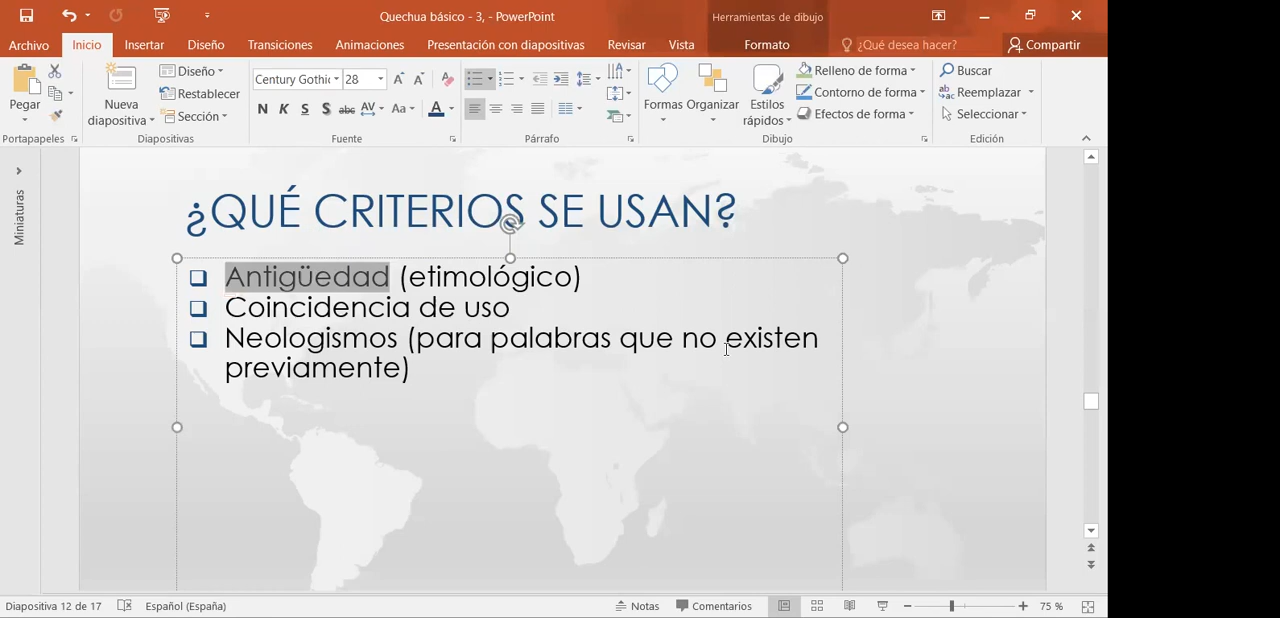 Quechua básico - 3, - PowerPoint
Herramientas de dibujo
Archivo Inicio Insertar Diseño Transiciones Animaciones Presentación con diapositivas Revisar Vista Formato ¿Qué desea hacer? Compartir
Pegar
Portapapeles
Nueva
diapositiva
Diseño
Restablecer
Sección
Diapositivas
Century Gothic 28
N K S S abc AV Aa A
Fuente
Párrafo
Formas
Organizar
Estilos
rápidos
Relleno de forma
Contorno de forma
Efectos de forma
Dibujo
Buscar
Reemplazar
Seleccionar
Edición
Miniaturas
¿QUÉ CRITERIOS SE USAN?
Antigüedad (etimológico)
Coincidencia de uso
Neologismos (para palabras que no existen
previamente)
Diapositiva 12 de 17 Español (España) Notas Comentarios 75 %